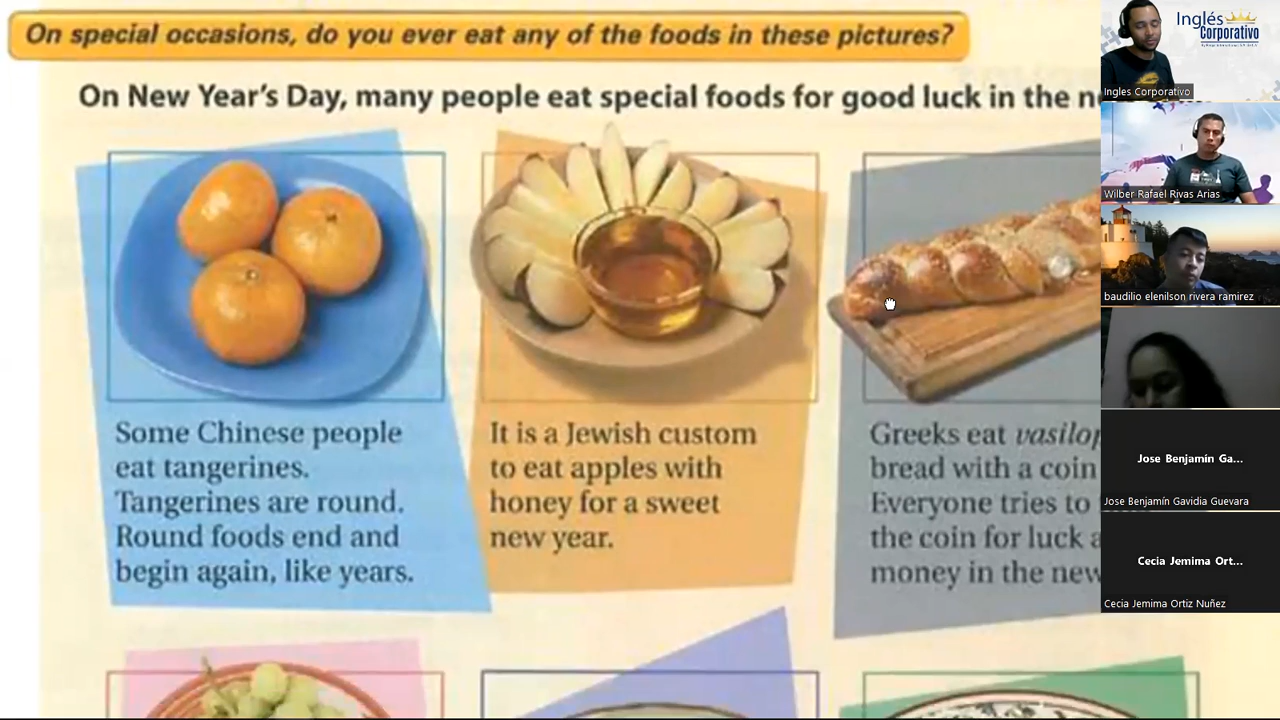 On special occasions, do you ever eat any of the foods in these pictures?
On New Year's Day, many people eat special foods for good luck in the
Some Chinese people
eat tangerines.
Tangerines are round.
Round foods end and
begin again, like years.
It is a Jewish custom
to eat apples with
honey for a sweet
new year.
Greeks eat
bread with a coin
Everyone tries to
the coin for luck
money in the new
Inglés
Corporativo
Ingles Corporativo
Wilber Rafael Rivas Arias
baudilio elenilson rivera ramirez
Jose Benjamín Ga...
Jose Benjamín Gavidia Guevara
Cecia Jemima Ort...
Cecia Jemima Ortiz Nuñez